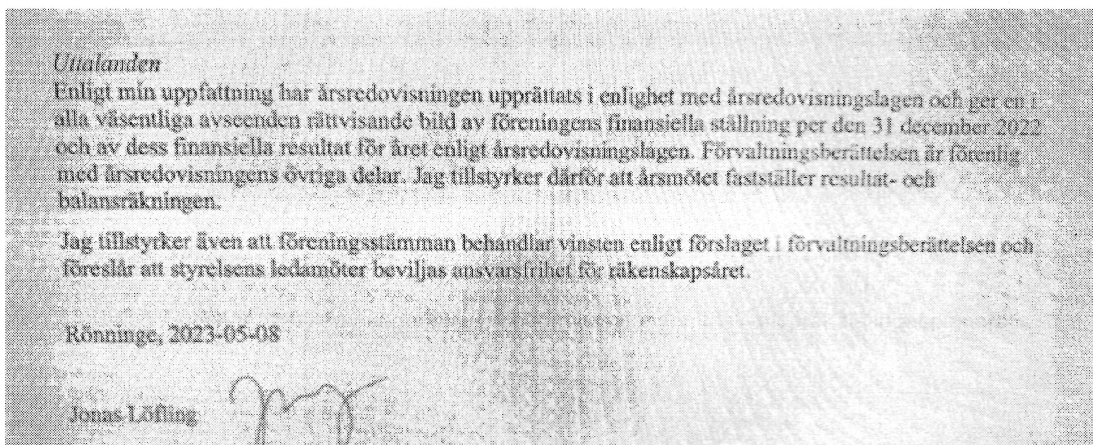 Uttalanden
Enligt min uppfattning har årsredovisningen upprättats i enlighet med årsredovisningslagen och ger en i
alla väsentliga avseenden rättvisande bild av föreningens finansiella ställning per den 31 december 2022
och av dess finansiella resultat för året enligt årsredovisningslagen. Förvaltningsberättelsen är förenlig
med årsredovisningens övriga delar. Jag tillstyrker därför att årsmötet fastställer resultat- och
balansräkningen.
Jag tillstyrker även att föreningsstämman behandlar vinsten enligt förslaget i förvaltningsberättelsen och
föreslår att styrelsens ledamöter beviljas ansvarsfrihet för räkenskapsåret.
Rönninge, 2023-05-08
Jonas Löfling